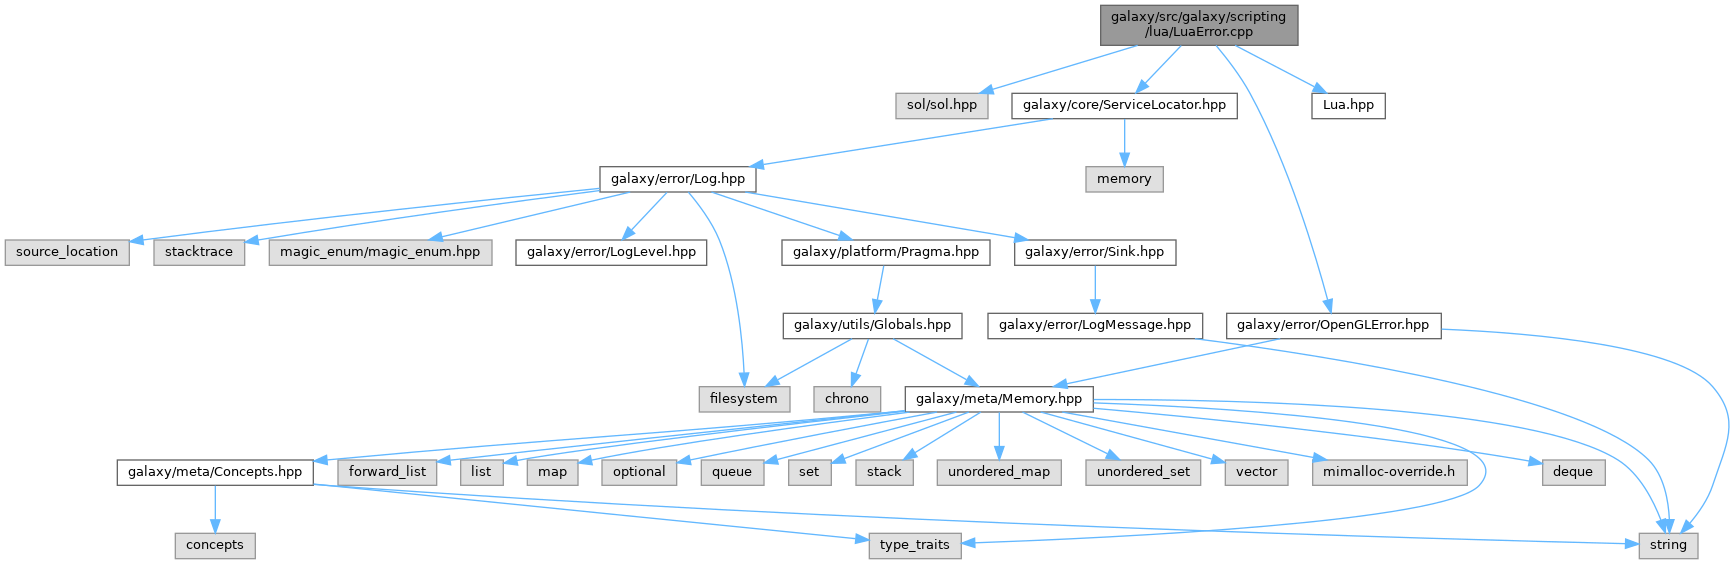 galaxy/src/galaxy/scripting
/lua/LuaError.cpp
sol/sol.hpp
galaxy/core/ServiceLocator.hpp
Lua.hpp
galaxy/error/Log.hpp
memory
source_location
stacktrace
magic_enum/magic_enum.hpp
galaxy/error/LogLevel.hpp
galaxy/platform/Pragma.hpp
galaxy/error/Sink.hpp
galaxy/utils/Globals.hpp
galaxy/error/LogMessage.hpp
galaxy/error/OpenGLError.hpp
filesystem
chrono
galaxy/meta/Memory.hpp
galaxy/meta/Concepts.hpp
forward_list
list
map
optional
queue
set
stack
unordered_map
unordered_set
vector
mimalloc-override.h
deque
concepts
type_traits
string